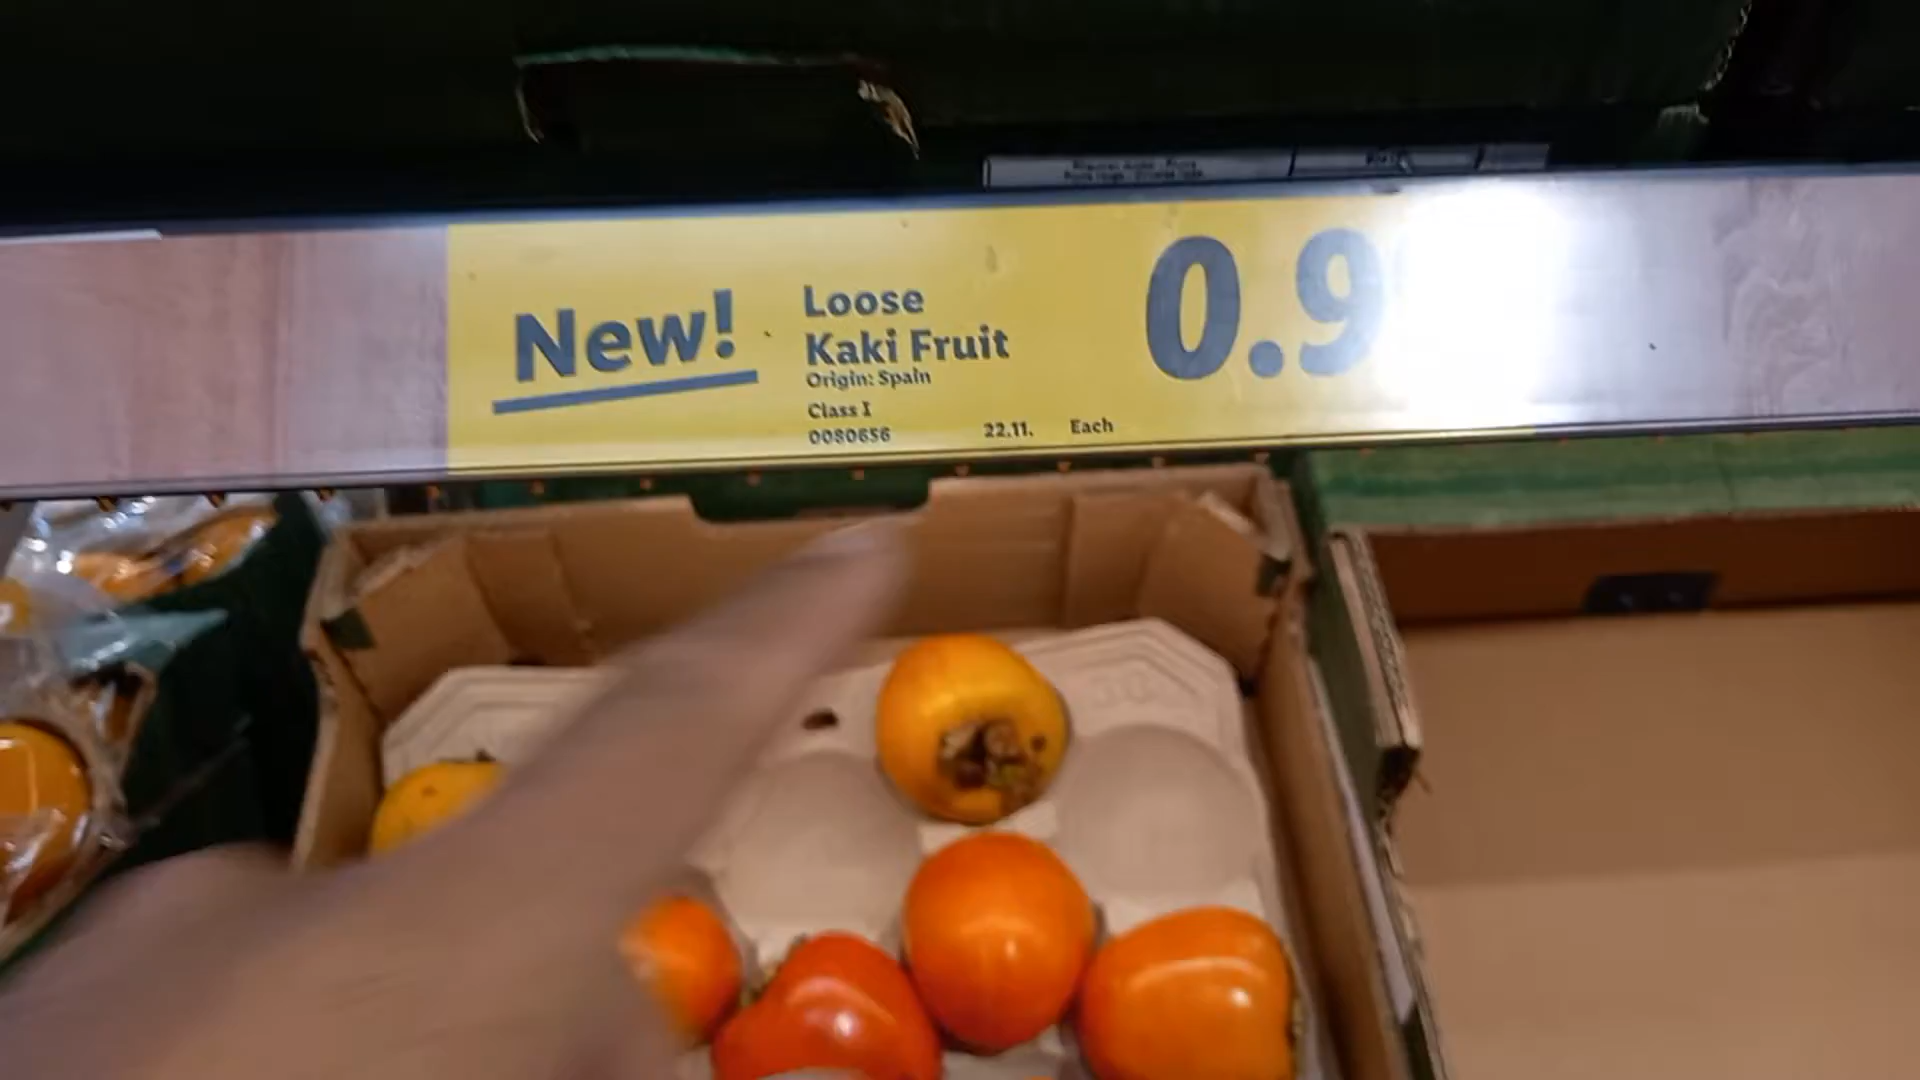 New!
Loose
Kaki Fruit
Origin: Spain
Class I
0080656
22.11.
Each
0.9